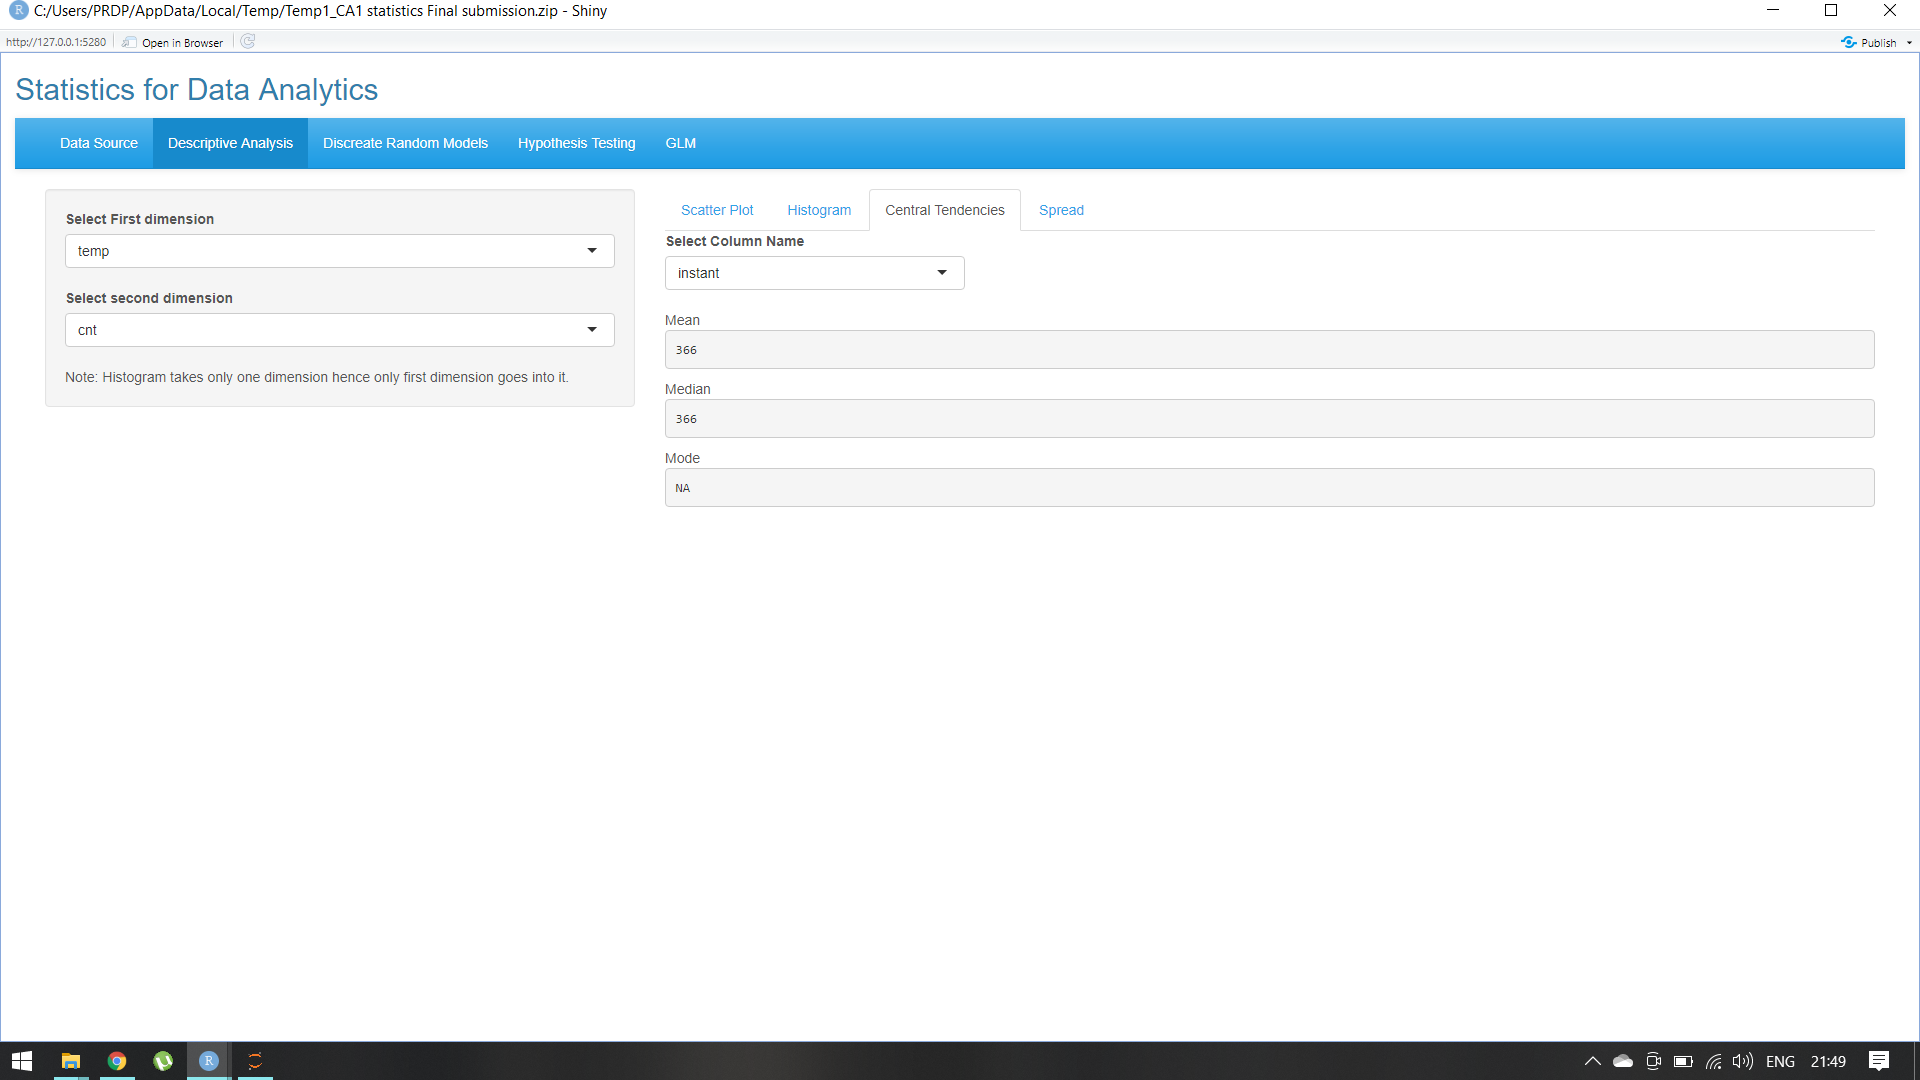 R C:/Users/PRDP/AppData/Local/Temp/Temp1_CA1 statistics Final submission.zip - Shiny
http://127.0.0.1:5280 Open in Browser Publish
Statistics for Data Analytics
Data Source Descriptive Analysis Discreate Random Models Hypothesis Testing GLM
Select First dimension
temp
Select second dimension
cnt
Note: Histogram takes only one dimension hence only first dimension goes into it.
Scatter Plot Histogram Central Tendencies Spread
Select Column Name
instant
Mean
366
Median
366
Mode
NA
R ENG 21:49